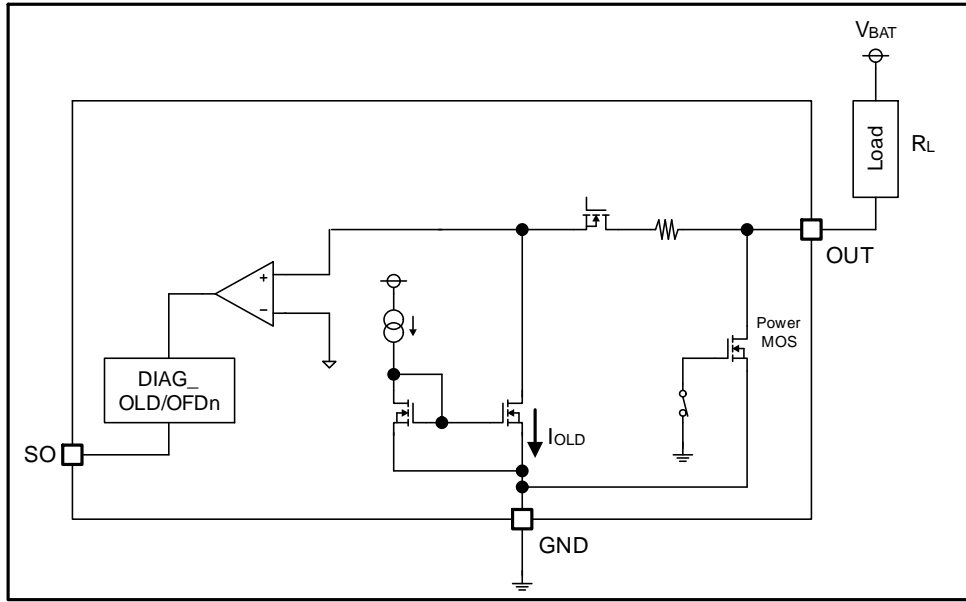 VBAT
Load
RL
OUT
+
−
Power
MOS
DIAG_
OLD/OFDn
IOLD
SO
GND